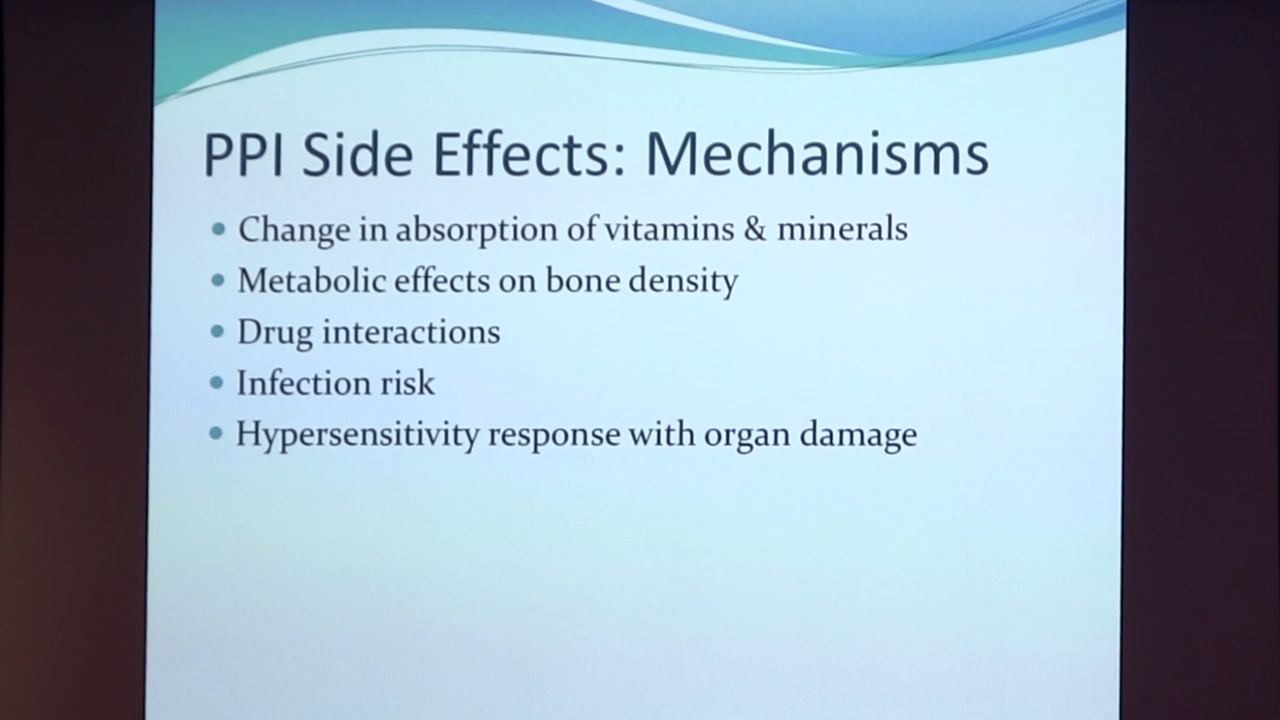 PPI Side Effects: Mechanisms
Change in absorption of vitamins & minerals
Metabolic effects on bone density
Drug interactions
Infection risk
Hypersensitivity response with organ damage